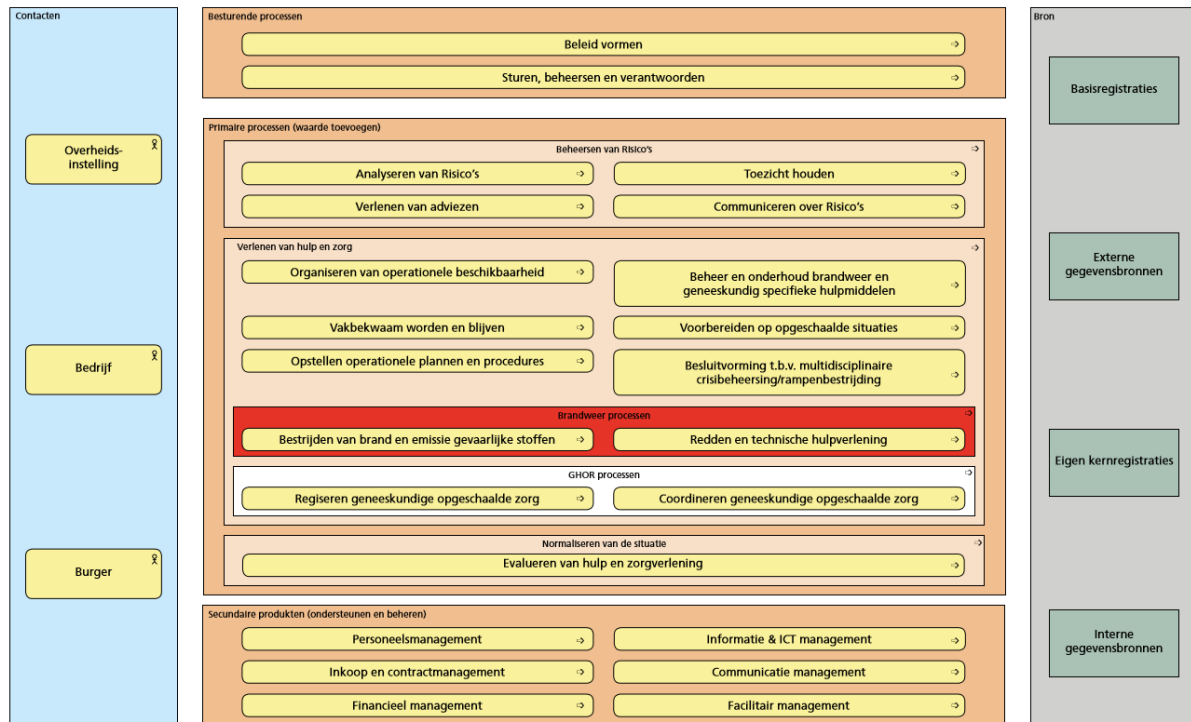 Contacten
Overheids-
instelling
Bedrijf
Burger
Besturende processen
Beleid vormen
Sturen, beheersen en verantwoorden
Primaire processen (waarde toevoegen)
Beheersen van Risico's
Analyseren van Risico's
Toezicht houden
Verlenen van adviezen
Communiceren over Risico's
Verlenen van hulp en zorg
Organiseren van operationele beschikbaarheid
Beheer en onderhoud brandweer en
geneeskundig specifieke hulpmiddelen
Vakbekwaam worden en blijven
Voorbereiden op opgeschaalde situaties
Opstellen operationele plannen en procedures
Besluitvorming t.b.v. multidisciplinaire
crisibeheersing/rampenbestrijding
Brandweer processen
Bestrijden van brand en emissie gevaarlijke stoffen
Redden en technische hulpverlening
GHOR processen
Regiseren geneeskundige opgeschaalde zorg
Coordineren geneeskundige opgeschaalde zorg
Normaliseren van de situatie
Evalueren van hulp en zorgverlening
Secundaire produkten (ondersteunen en beheren)
Personeelsmanagement
Informatie & ICT management
Inkoop en contractmanagement
Communicatie management
Financieel management
Facilitair management
Bron
Basisregistraties
Externe
gegevensbronnen
Eigen kernregistraties
Interne
gegevensbronnen